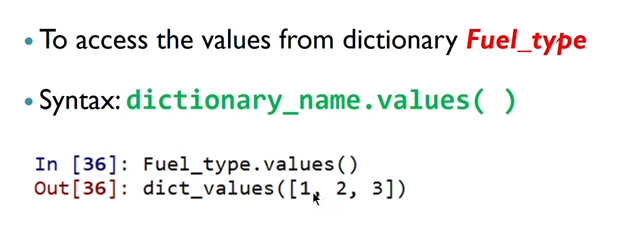 • To access the values from dictionary Fuel_type
• Syntax: dictionary_name.values( )
In [36]: Fuel_type.values()
Out[36]: dict_values([1, 2, 3])